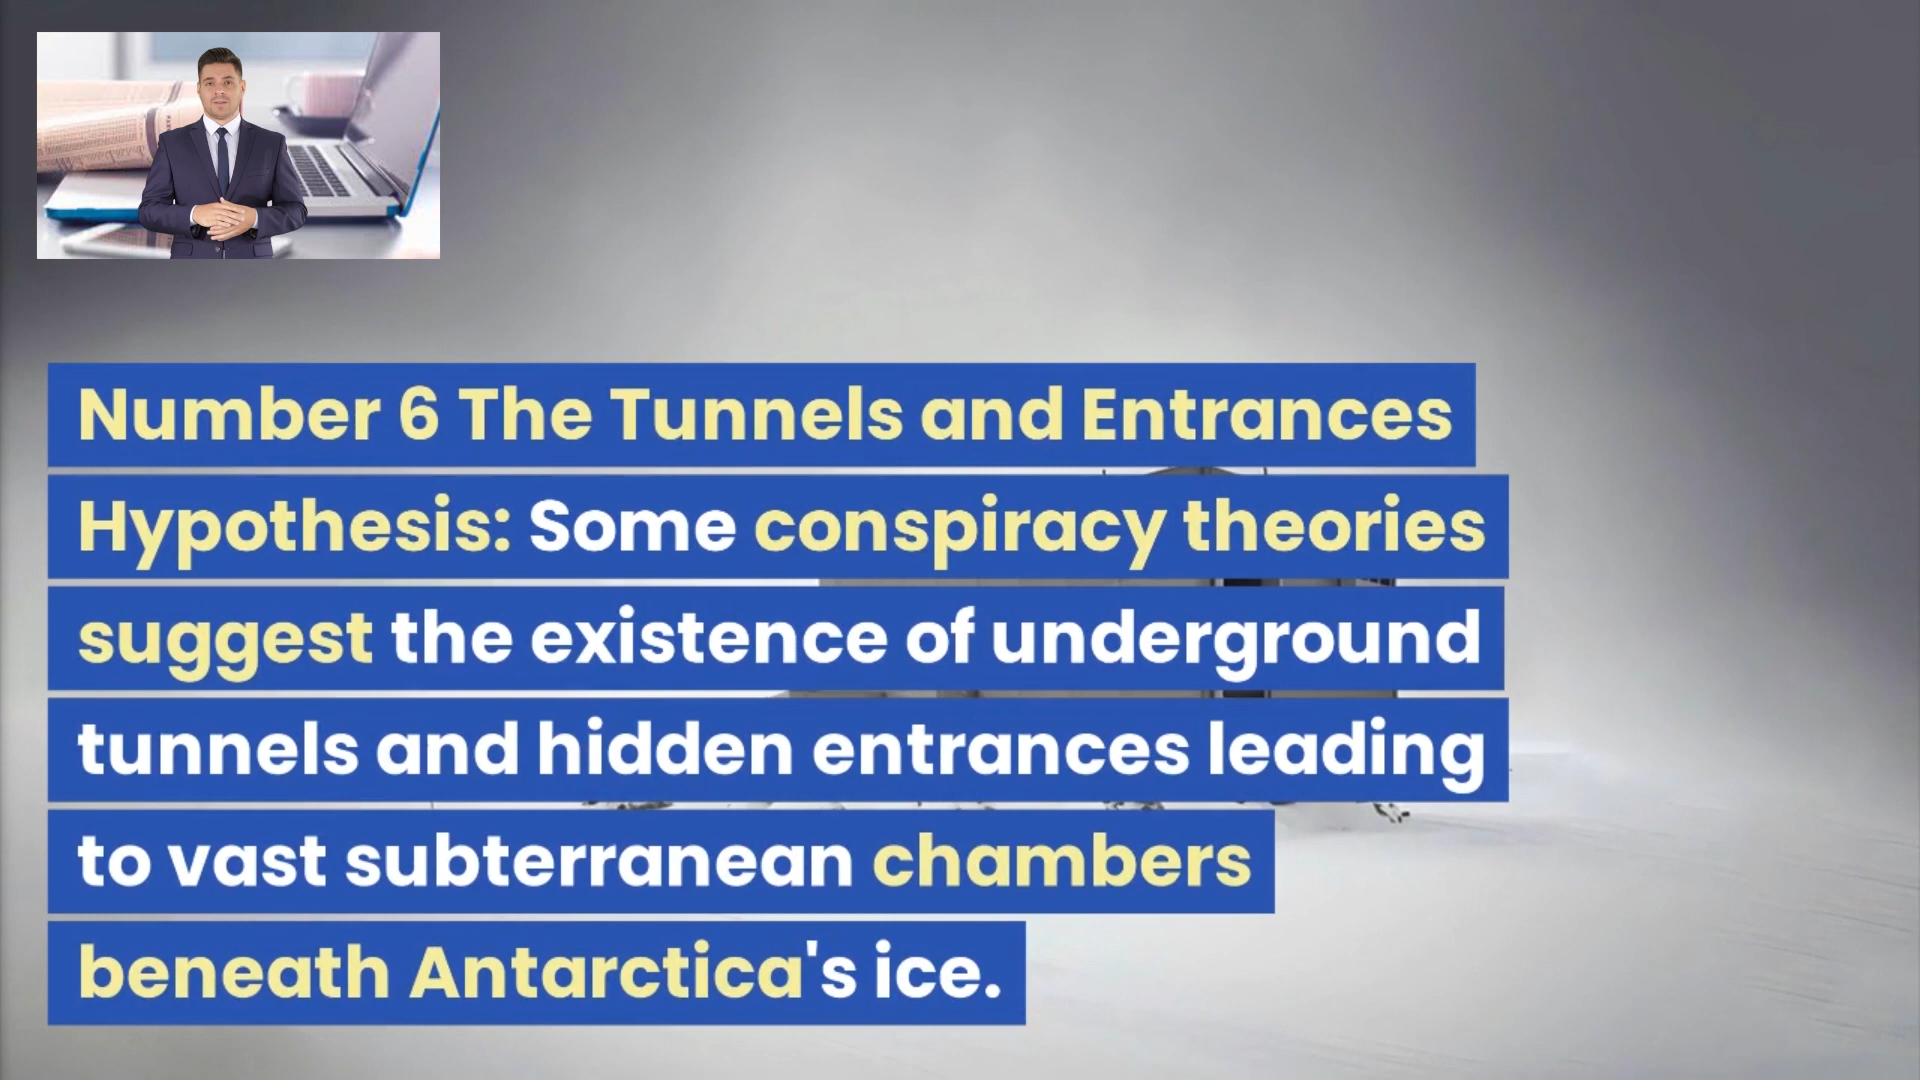 Number 6 The Tunnels and Entrances
Hypothesis: Some conspiracy theories
suggest the existence of underground
tunnels and hidden entrances leading
to vast subterranean chambers
beneath Antarctica's ice.